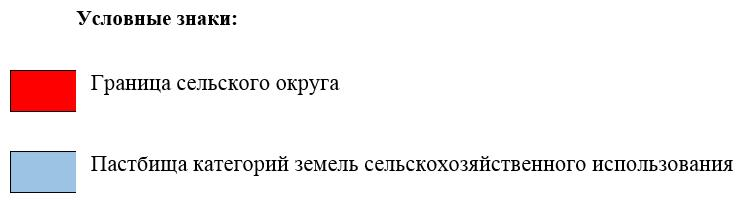 Условные знаки:
Граница сельского округа
Пастбища категорий земель сельскохозяйственного использования